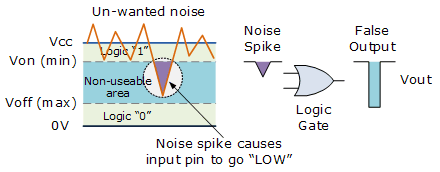 Un-wanted noise
Vcc
Logic "1"
Von (min)
Non-useable
area
Voff (max)
Logic "0"
0V
Noise spike causes
input pin to go "LOW"
Noise
Spike
Logic
Gate
False
Output
Vout